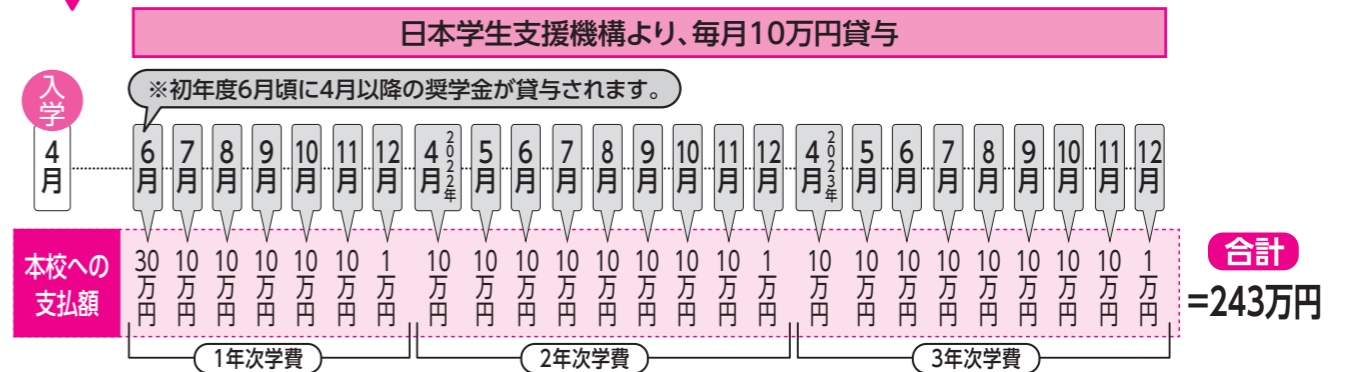 日本学生支援機構より、毎月10万円貸与
入学
※初年度6月頃に4月以降の奨学金が貸与されます。
4月 6月 7月 8月 9月 10月 11月 12月 4月 2022年 5月 6月 7月 8月 9月 10月 11月 12月 4月 2023年 5月 6月 7月 8月 9月 10月 11月 12月
本校への
支払額
30万円 10万円 10万円 10万円 10万円 10万円 1万円 10万円 10万円 10万円 10万円 10万円 10万円 10万円 10万円 1万円 10万円 10万円 10万円 10万円 10万円 10万円 10万円 10万円 1万円
合計
=243万円
1年次学費 2年次学費 3年次学費